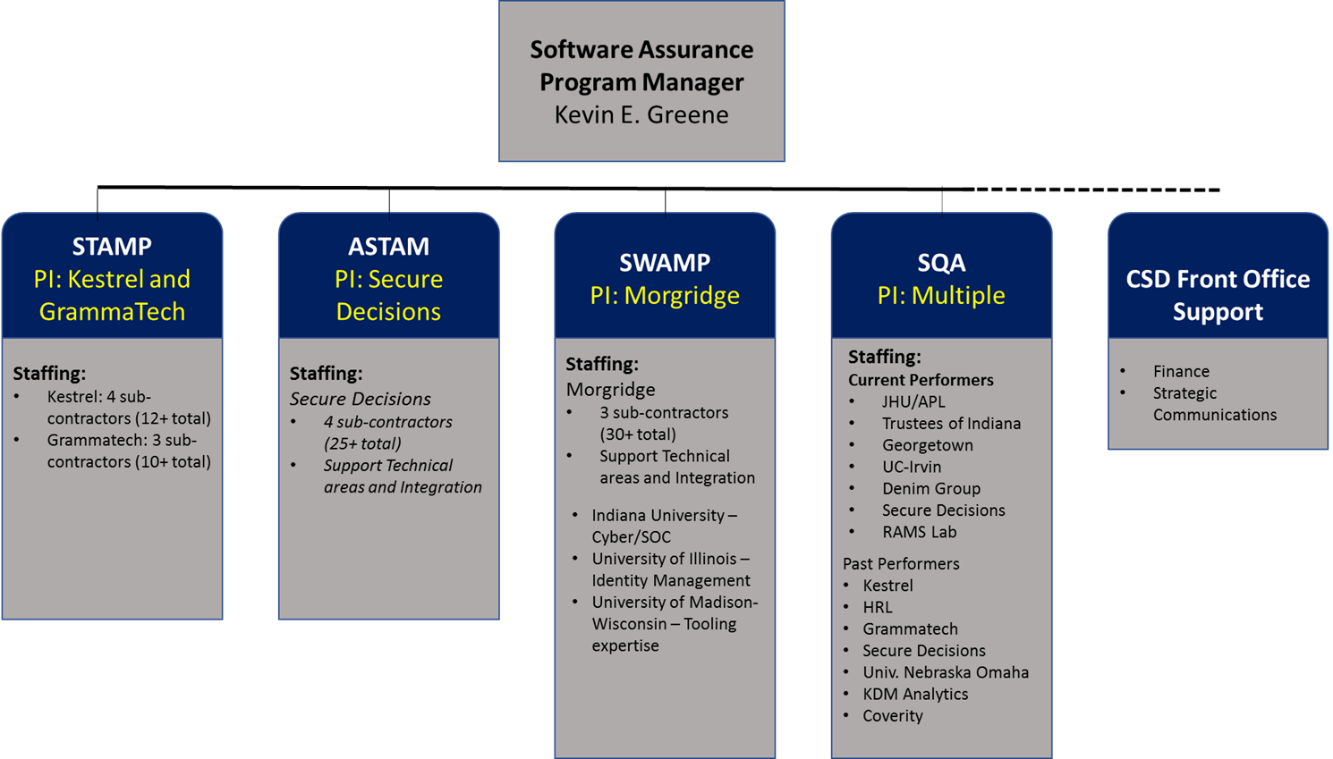 Software Assurance
Program Manager
Kevin E. Greene
STAMP
PI: Kestrel and
GrammaTech
Staffing:
• Kestrel: 4 sub-
contractors (12+ total)
• Grammatech: 3 sub-
contractors (10+ total)
ASTAM
PI: Secure
Decisions
Staffing:
Secure Decisions
• 4 sub-contractors
(25+ total)
• Support Technical
areas and Integration
SWAMP
PI: Morgridge
Staffing:
Morgridge
• 3 sub-contractors
(30+ total)
• Support Technical
areas and Integration
• Indiana University –
Cyber/SOC
• University of Illinois –
Identity Management
• University of Madison-
Wisconsin – Tooling
expertise
SQA
PI: Multiple
Staffing:
Current Performers
• JHU/APL
• Trustees of Indiana
• Georgetown
• UC-Irvin
• Denim Group
• Secure Decisions
• RAMS Lab
Past Performers
• Kestrel
• HRL
• Grammatech
• Secure Decisions
• Univ. Nebraska Omaha
• KDM Analytics
• Coverity
CSD Front Office
Support
• Finance
• Strategic
Communications